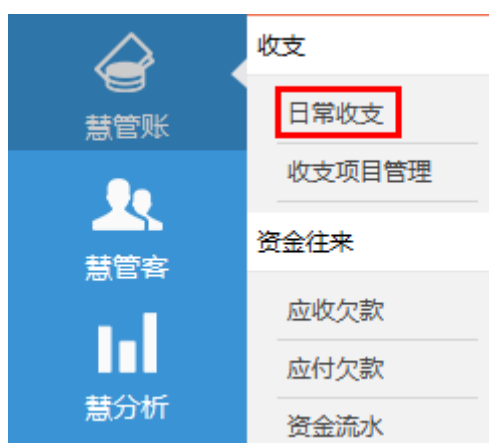 慧管账
慧管客
慧分析
收支
日常收支
收支项目管理
资金往来
应收欠款
应付欠款
资金流水